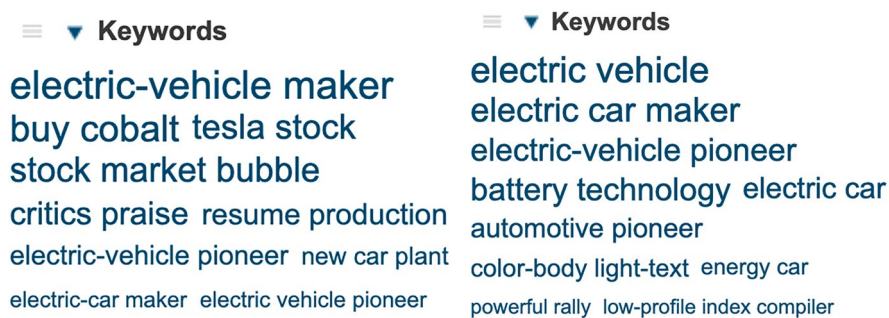 Keywords
electric-vehicle maker
buy cobalt tesla stock
stock market bubble
critics praise resume production
electric-vehicle pioneer new car plant
electric-car maker electric vehicle pioneer
Keywords
electric vehicle
electric car maker
electric-vehicle pioneer
battery technology electric car
automotive pioneer
color-body light-text energy car
powerful rally low-profile index compiler